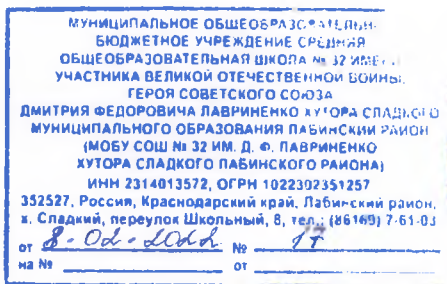 МУНИЦИПАЛЬНОЕ ОБЩЕОБРАЗОВАТЕЛЬН
БЮДЖЕТНОЕ УЧРЕЖДЕНИЕ СРЕДНЯЯ
ОБЩЕОБРАЗОВАТЕЛЬНАЯ ШКОЛА № 32 ИМЕ
УЧАСТНИКА ВЕЛИКОЙ ОТЕЧЕСТВЕННОЙ ВОЙНЫ,
ГЕРОЯ СОВЕТСКОГО СОЮЗА
ДМИТРИЯ ФЕДОРОВИЧА ЛАВРИНЕНКО ХУТОРА СЛАДКОГО
МУНИЦИПАЛЬНОГО ОБРАЗОВАНИЯ ЛАБИНСКИЙ РАЙОН
(МОБУ СОШ № 32 ИМ. Д. Ф. ЛАВРИНЕНКО
ХУТОРА СЛАДКОГО ЛАБИНСКОГО РАЙОНА)
ИНН 2314013572, ОГРН 1022302351257
352527, Россия, Краснодарский край, Лабинский район,
х. Сладкий, переулок Школьный, 8, тел.: (86169) 7-61-03
от 8-02-2022 № 17
на № от